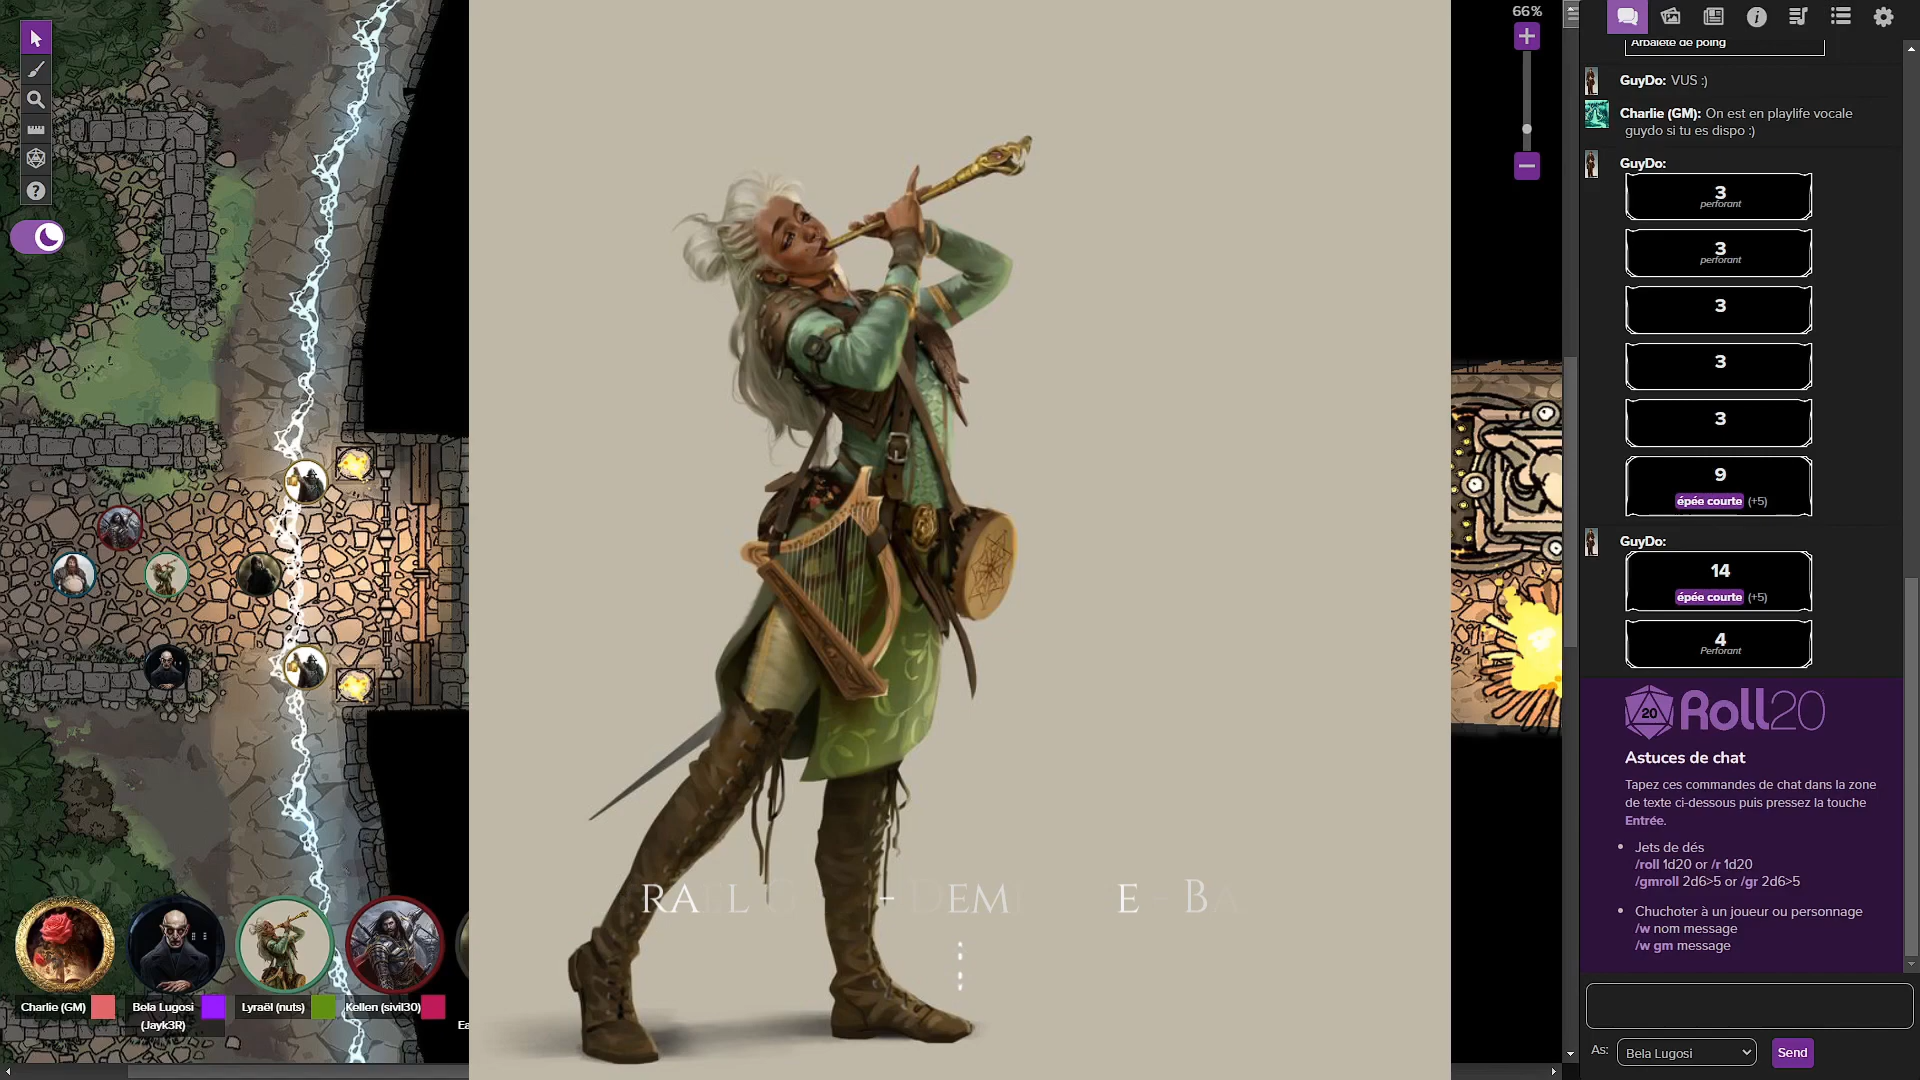 66%
Arbalète de poing
GuyDo: VUS :)
Charlie (GM): On est en playlife vocale
guydo si tu es dispo :)
GuyDo:
3
perforant
3
perforant
3
3
3
9
épée courte (+5)
GuyDo:
14
épée courte (+5)
4
Perforant
20
Roll20
Astuces de chat
Tapez ces commandes de chat dans la zone
de texte ci-dessous puis pressez la touche
Entrée.
Jets de dés
/roll 1d20 or /r 1d20
/gmroll 2d6>5 or /gr 2d6>5
Chuchoter à un joueur ou personnage
/w nom message
/w gm message
As: Bela Lugosi
Send
Charlie (GM)
Bela Lugosi
(Jayk3R)
Lyraël (nuts)
Kellen (sivil30)